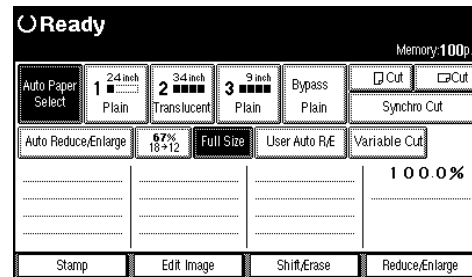 Ready
Memory:100p.
Auto Paper Select
1 24inch Plain
2 34inch Translucent
3 9inch Plain
Bypass Plain
Cut
Cut
Synchro Cut
Auto Reduce/Enlarge
67% 18→12
Full Size
User Auto R/E
Variable Cut
100.0%
Stamp
Edit Image
Shift/Erase
Reduce/Enlarge